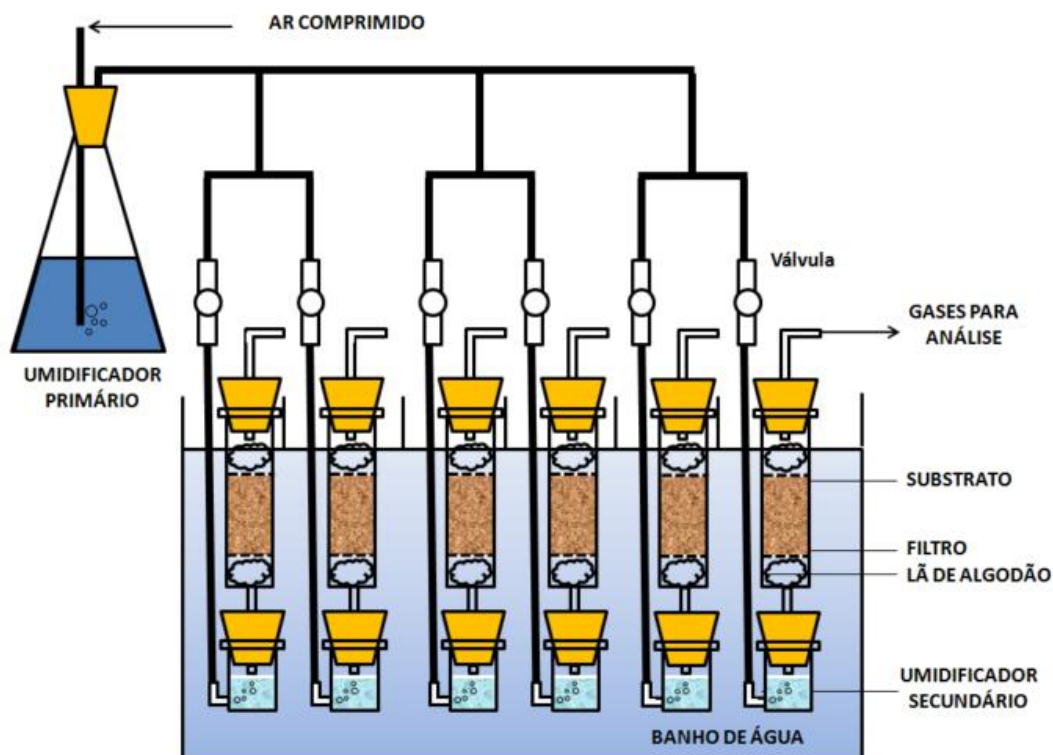 AR COMPRIMIDO
Válvula
GASES PARA
ANÁLISE
UMIDIFICADOR
PRIMÁRIO
SUBSTRATO
FILTRO
LÃ DE ALGODÃO
UMIDIFICADOR
SECUNDÁRIO
BANHO DE ÁGUA